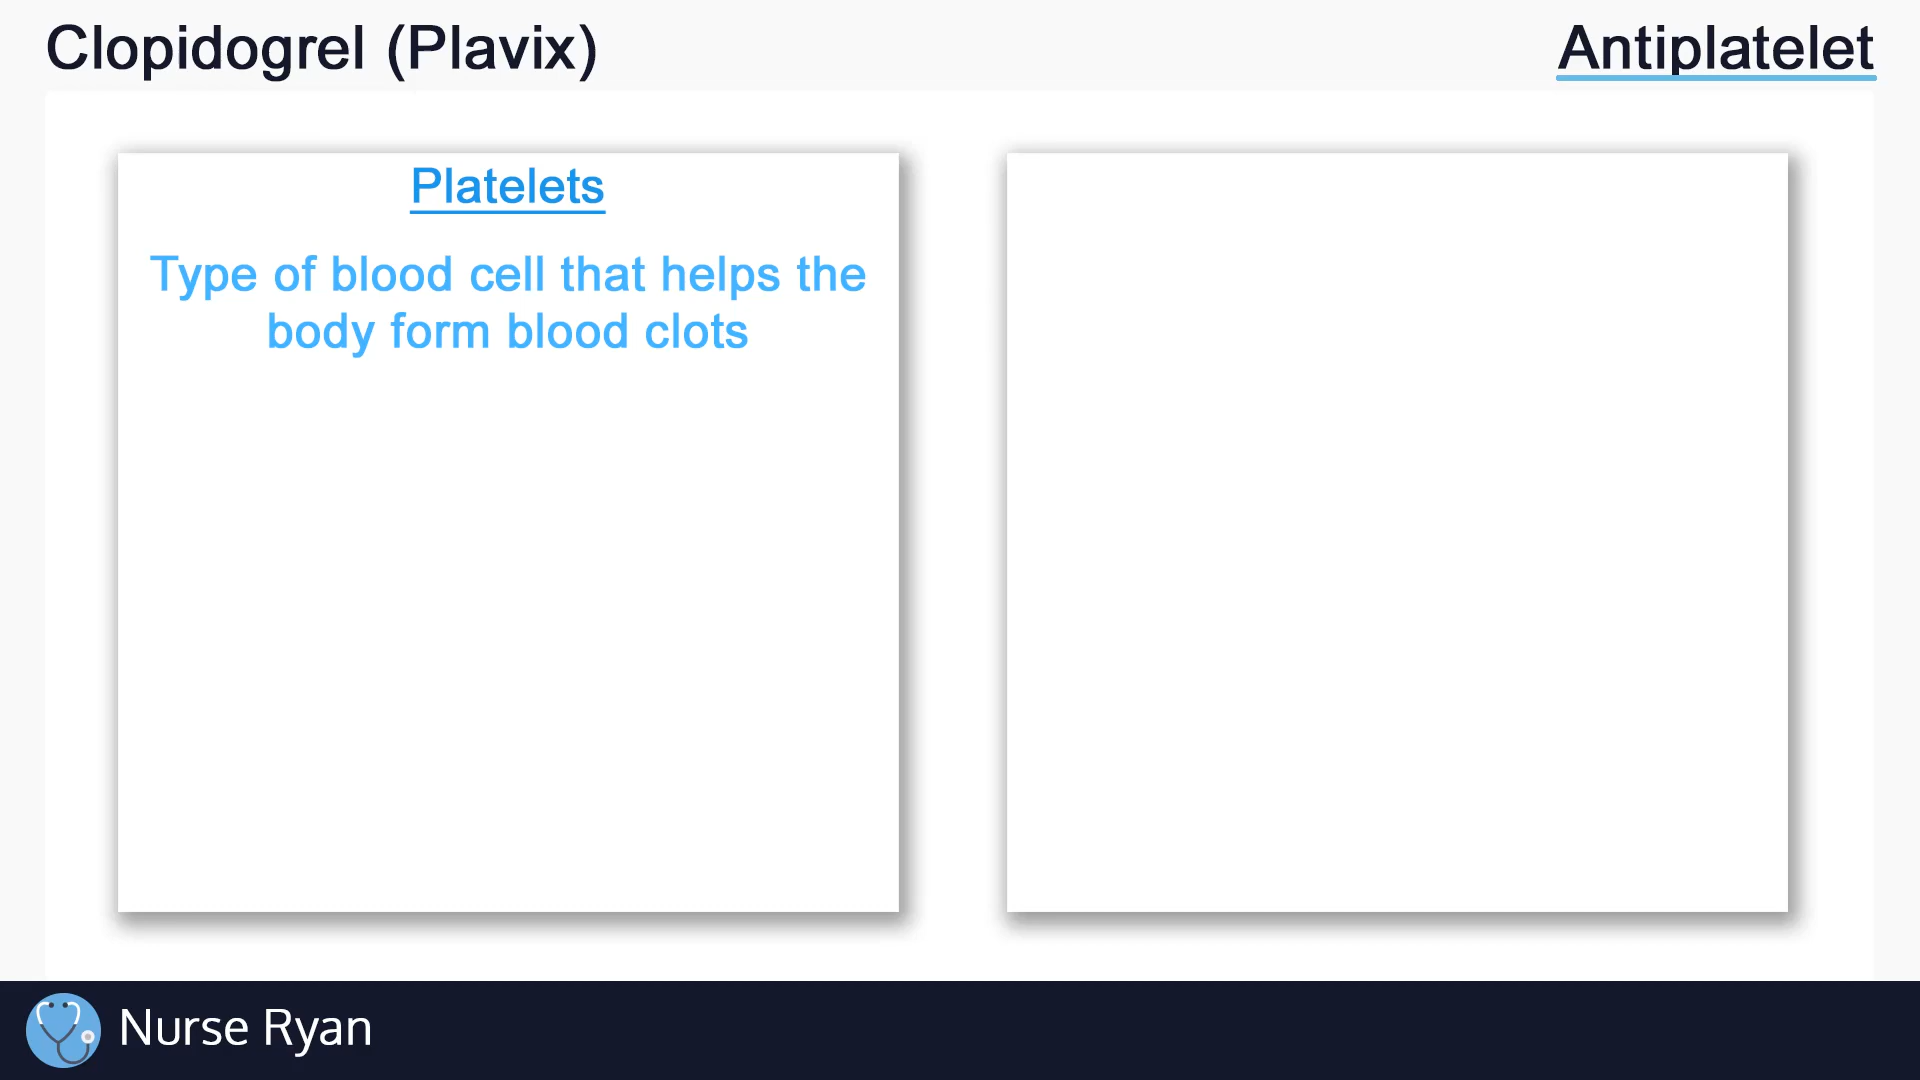 Clopidogrel (Plavix)
Antiplatelet
Platelets
Type of blood cell that helps the
body form blood clots
Nurse Ryan